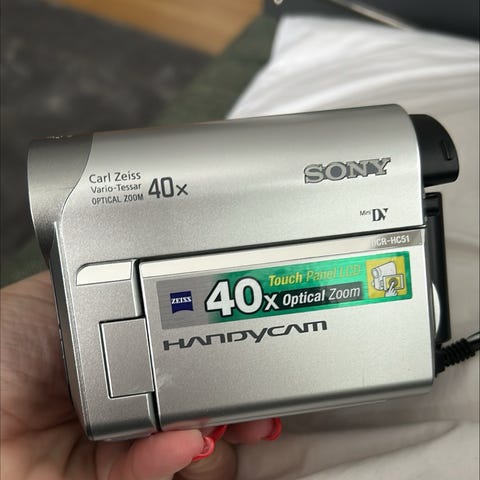 Carl Zeiss
Vario-Tessar
OPTICAL ZOOM 40x
SONY
Mini DV
DCR-HC51
Touch Panel LCD
ZEISS
40x Optical Zoom
HANDYCAM